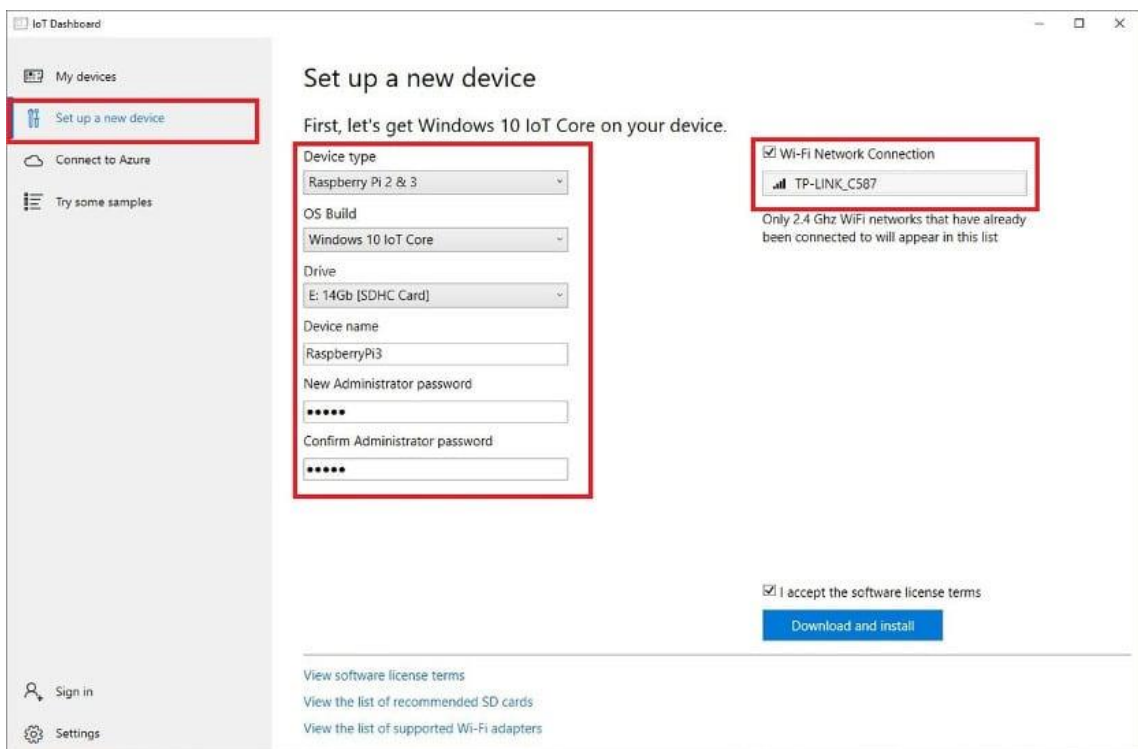 IoT Dashboard
My devices
Set up a new device
Connect to Azure
Try some samples
Sign in
Settings
Set up a new device
First, let's get Windows 10 IoT Core on your device.
Device type
Raspberry Pi 2 & 3
OS Build
Windows 10 IoT Core
Drive
E: 14Gb [SDHC Card]
Device name
RaspberryPi3
New Administrator password
•••••
Confirm Administrator password
•••••
Wi-Fi Network Connection
TP-LINK_C587
Only 2.4 Ghz WiFi networks that have already
been connected to will appear in this list
I accept the software license terms
Download and install
View software license terms
View the list of recommended SD cards
View the list of supported Wi-Fi adapters